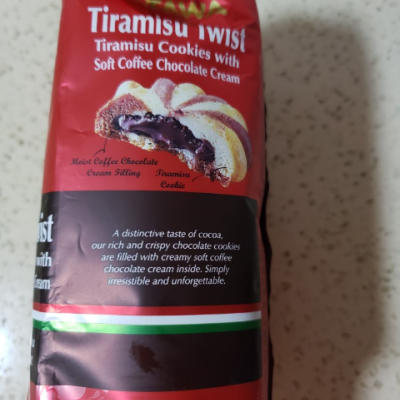 Tiramisu Twist
Tiramisu Cookies with
Soft Coffee Chocolate Cream
Moist Coffee Chocolate
Cream Filling
Tiramisu
Cookie
A distinctive taste of cocoa,
our rich and crispy chocolate cookies
are filled with creamy soft coffee
chocolate cream inside. Simply
irresistible and unforgettable.
with